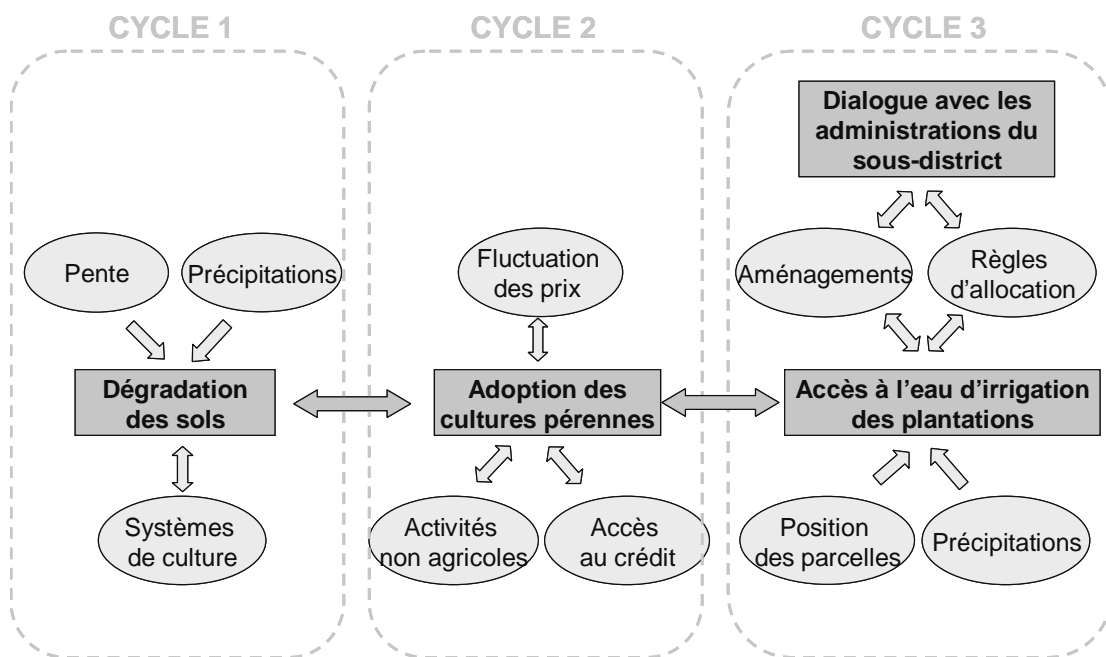 CYCLE 1
Pente
Précipitations
Dégradation
des sols
Systèmes
de culture
CYCLE 2
Fluctuation
des prix
Adoption des
cultures pérennes
Activités
non agricoles
Accès
au crédit
CYCLE 3
Dialogue avec les
administrations du
sous-district
Aménagements
Règles
d'allocation
Accès à l'eau d'irrigation
des plantations
Position
des parcelles
Précipitations